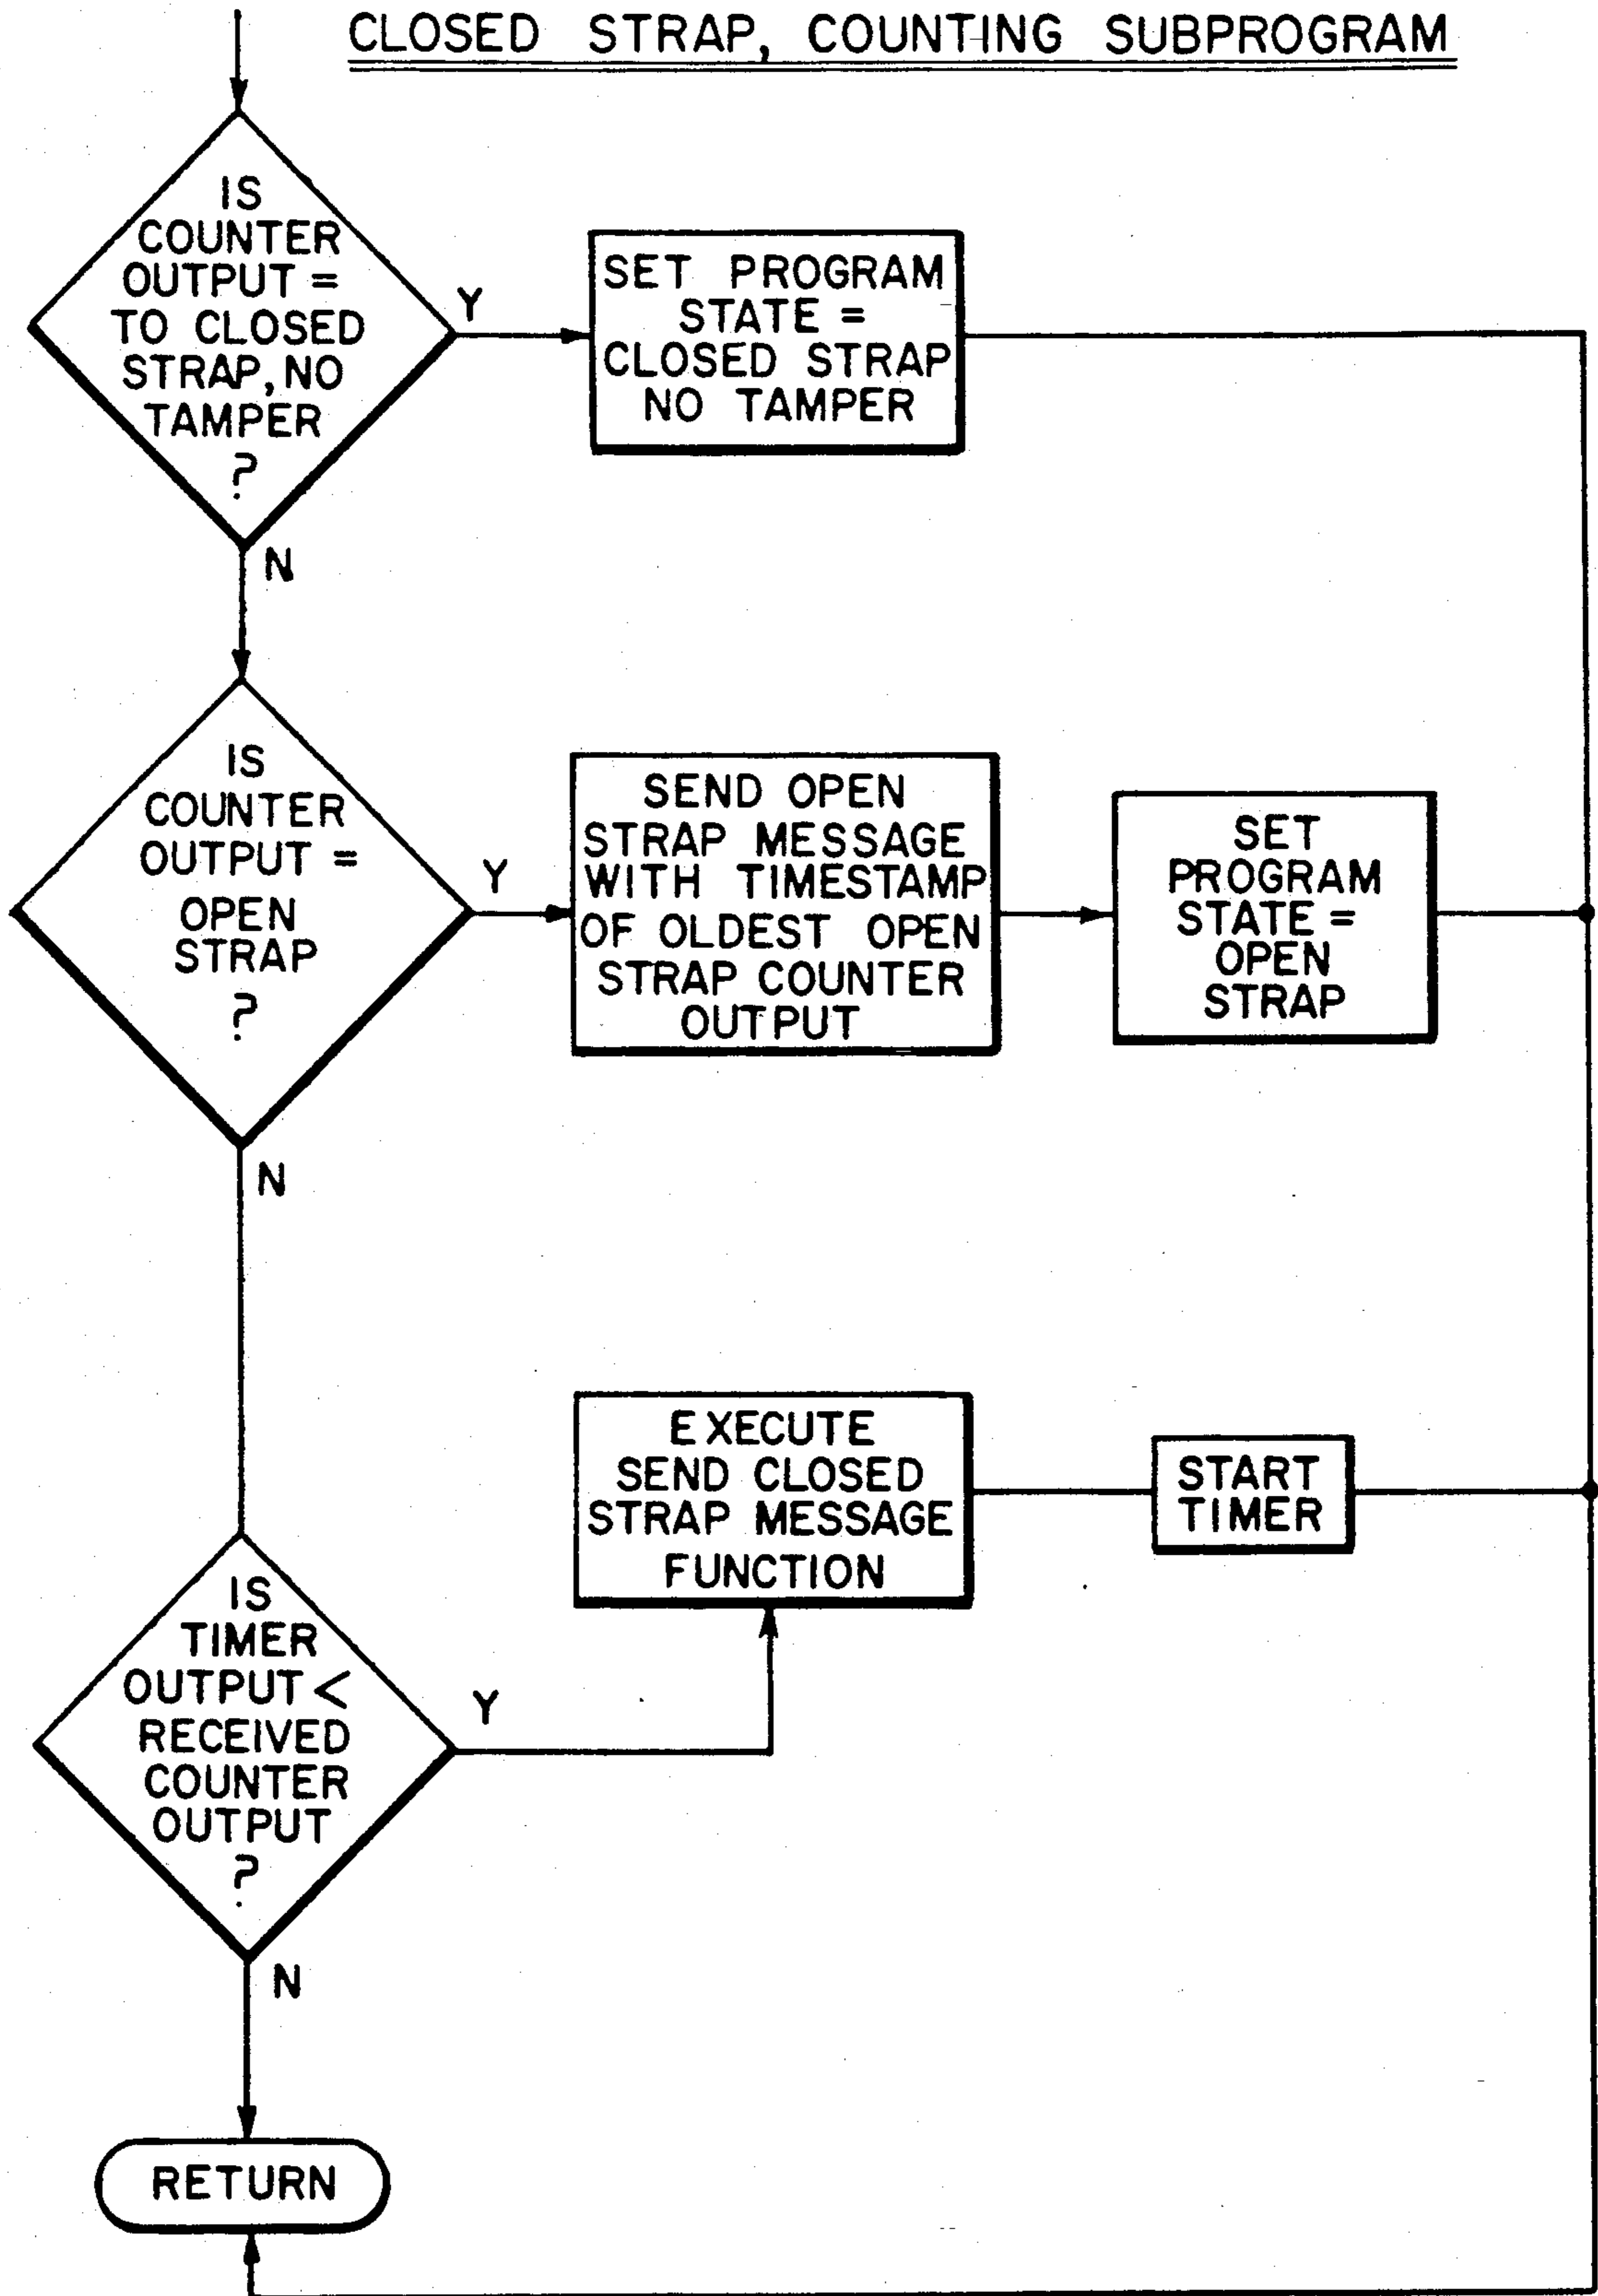 CLOSED STRAP, COUNTING SUBPROGRAM
IS
COUNTER
OUTPUT =
TO CLOSED
STRAP, NO
TAMPER
?
Y
N
SET PROGRAM
STATE =
CLOSED STRAP
NO TAMPER
IS
COUNTER
OUTPUT =
OPEN
STRAP
?
Y
N
SEND OPEN
STRAP MESSAGE
WITH TIMESTAMP
OF OLDEST OPEN
STRAP COUNTER
OUTPUT
SET
PROGRAM
STATE =
OPEN
STRAP
IS
TIMER
OUTPUT <
RECEIVED
COUNTER
OUTPUT
?
Y
N
EXECUTE
SEND CLOSED
STRAP MESSAGE
FUNCTION
START
TIMER
RETURN